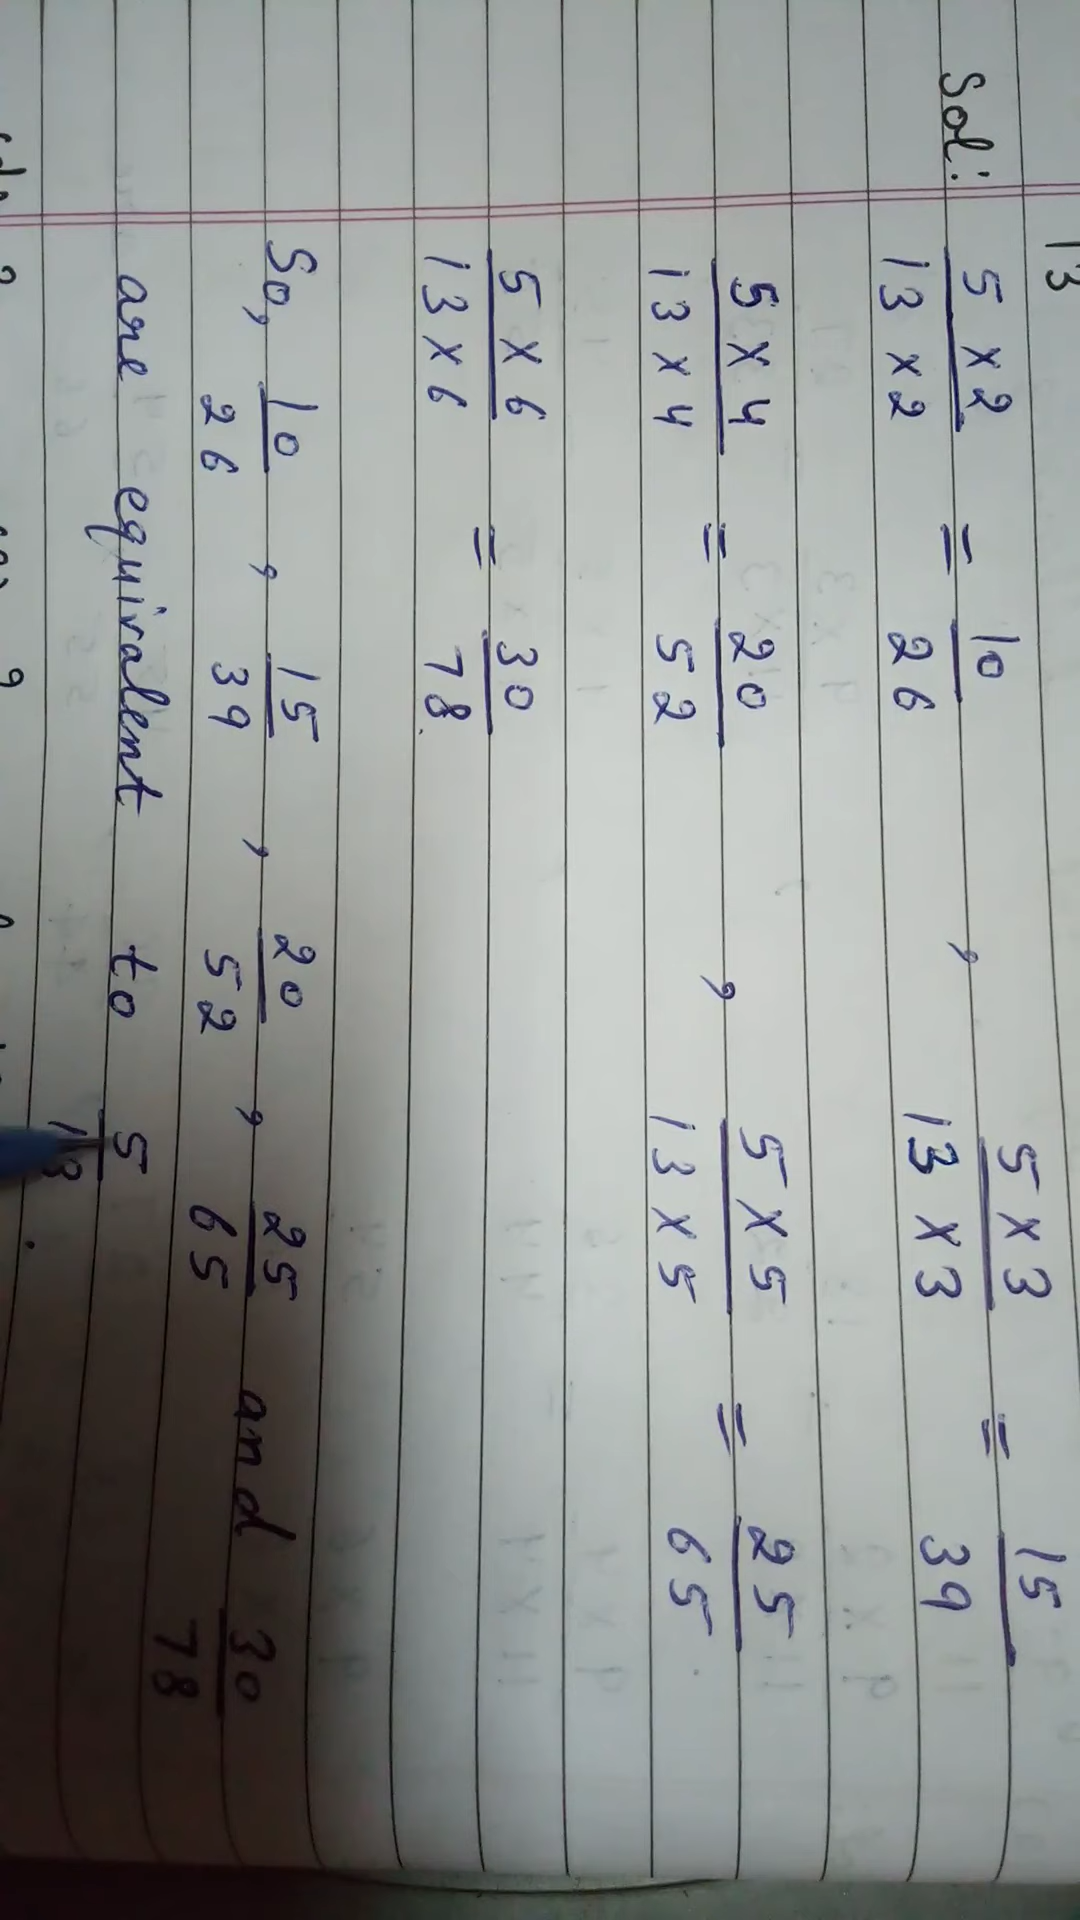 13
Sol: 5 × 2 / 13 × 2 = 10 / 26 , 5 × 3 / 13 × 3 = 15 / 39
5 × 4 / 13 × 4 = 20 / 52 , 5 × 5 / 13 × 5 = 25 / 65
5 × 6 / 13 × 6 = 30 / 78.
So, 10 / 26 , 15 / 39 , 20 / 52 , 25 / 65 and 30 / 78
are equivalent to 5 / 13 .